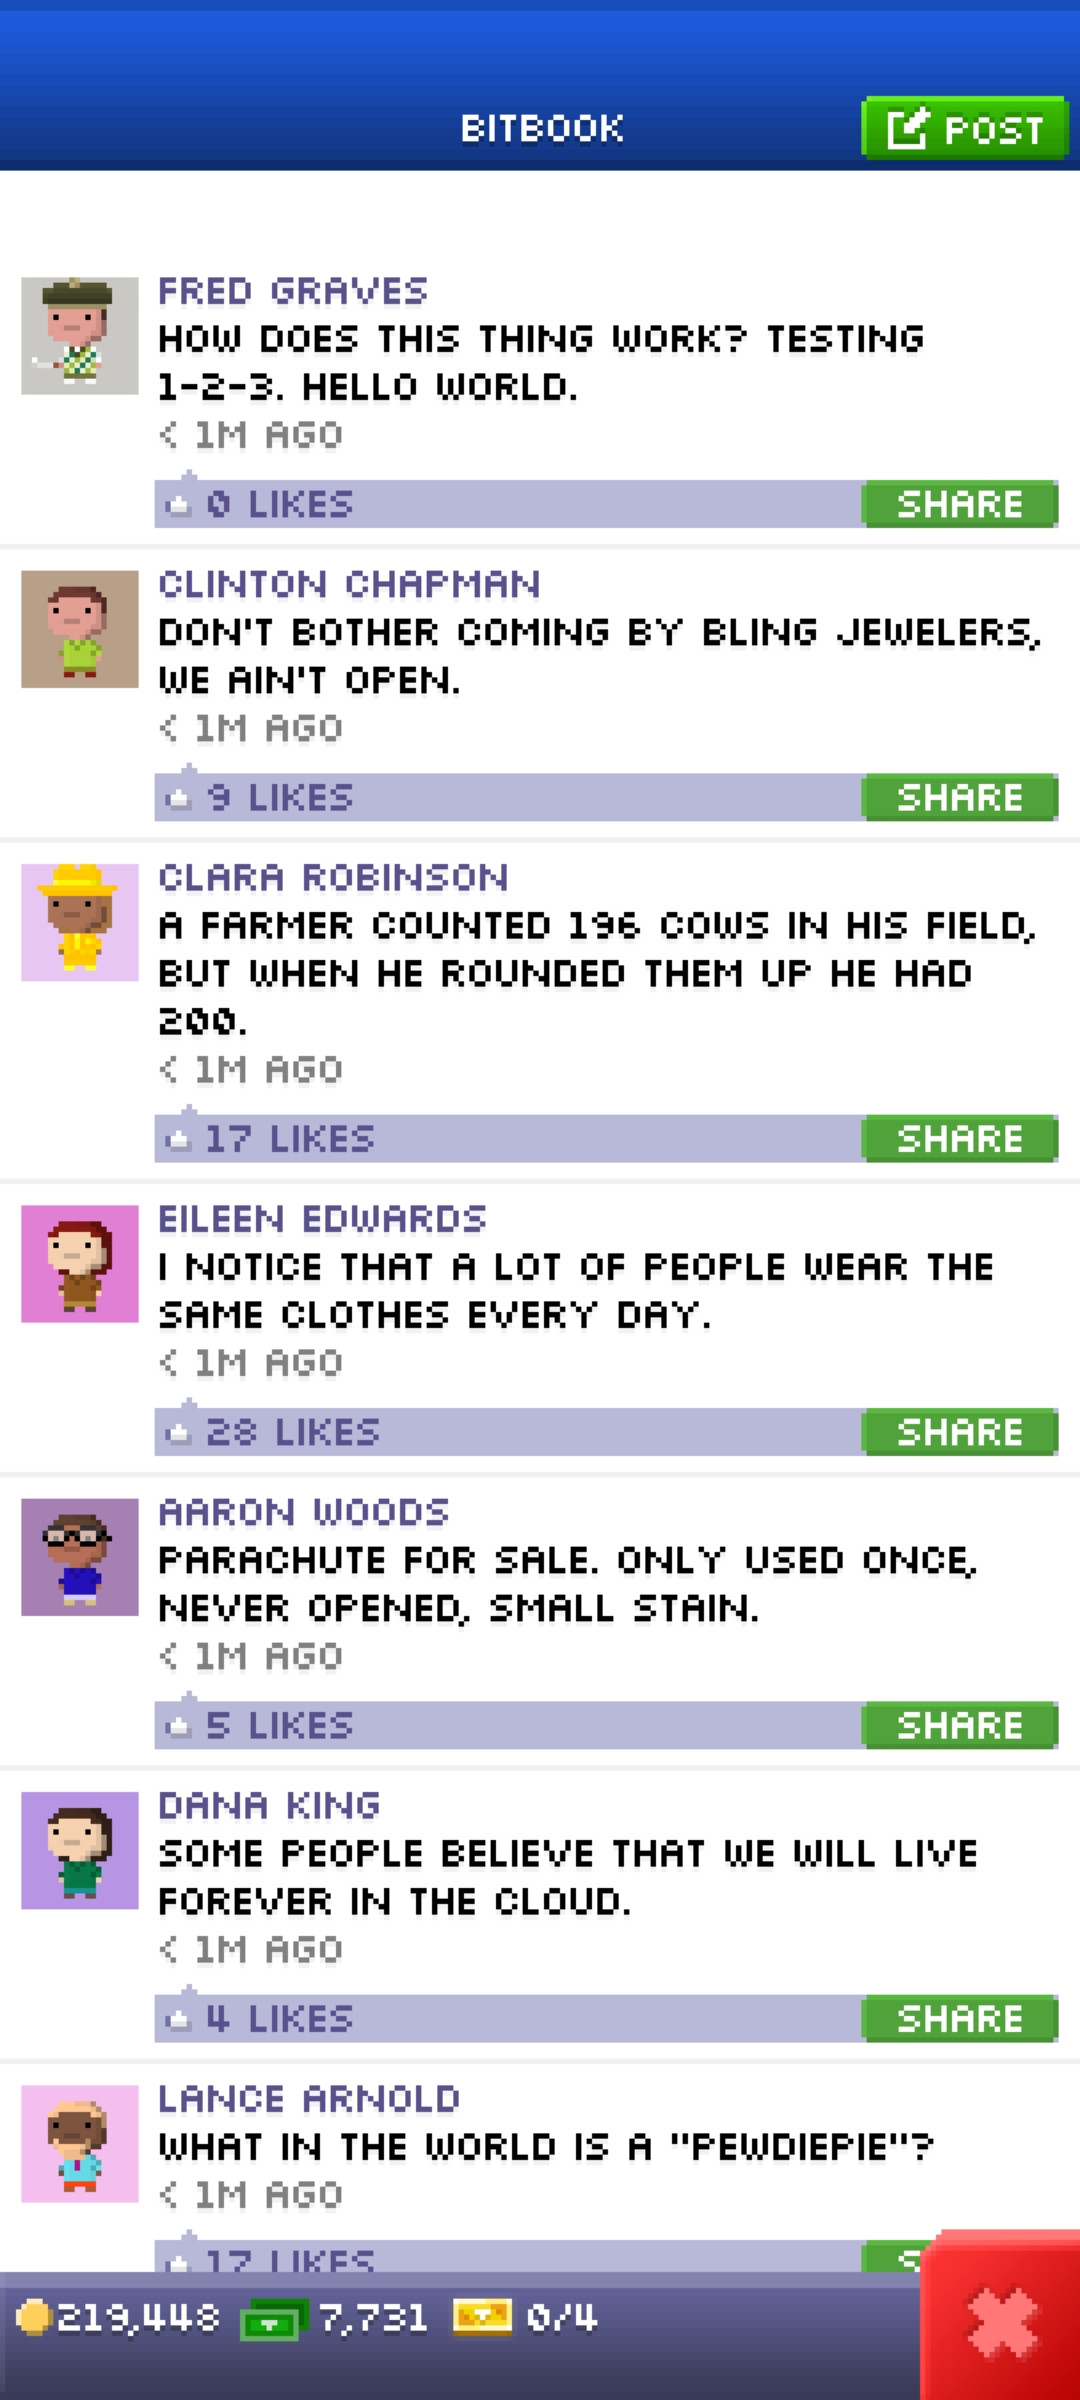 BITBOOK
POST
FRED GRAVES
HOW DOES THIS THING WORK? TESTING
1-2-3. HELLO WORLD.
< 1M AGO
0 LIKES
SHARE
CLINTON CHAPMAN
DON'T BOTHER COMING BY BLING JEWELERS,
WE AIN'T OPEN.
< 1M AGO
9 LIKES
SHARE
CLARA ROBINSON
A FARMER COUNTED 196 COWS IN HIS FIELD,
BUT WHEN HE ROUNDED THEM UP HE HAD
200.
< 1M AGO
17 LIKES
SHARE
EILEEN EDWARDS
I NOTICE THAT A LOT OF PEOPLE WEAR THE
SAME CLOTHES EVERY DAY.
< 1M AGO
28 LIKES
SHARE
AARON WOODS
PARACHUTE FOR SALE. ONLY USED ONCE,
NEVER OPENED, SMALL STAIN.
< 1M AGO
5 LIKES
SHARE
DANA KING
SOME PEOPLE BELIEVE THAT WE WILL LIVE
FOREVER IN THE CLOUD.
< 1M AGO
4 LIKES
SHARE
LANCE ARNOLD
WHAT IN THE WORLD IS A "PEWDIEPIE"?
< 1M AGO
17 LIKES
219,448 7,731 0/4